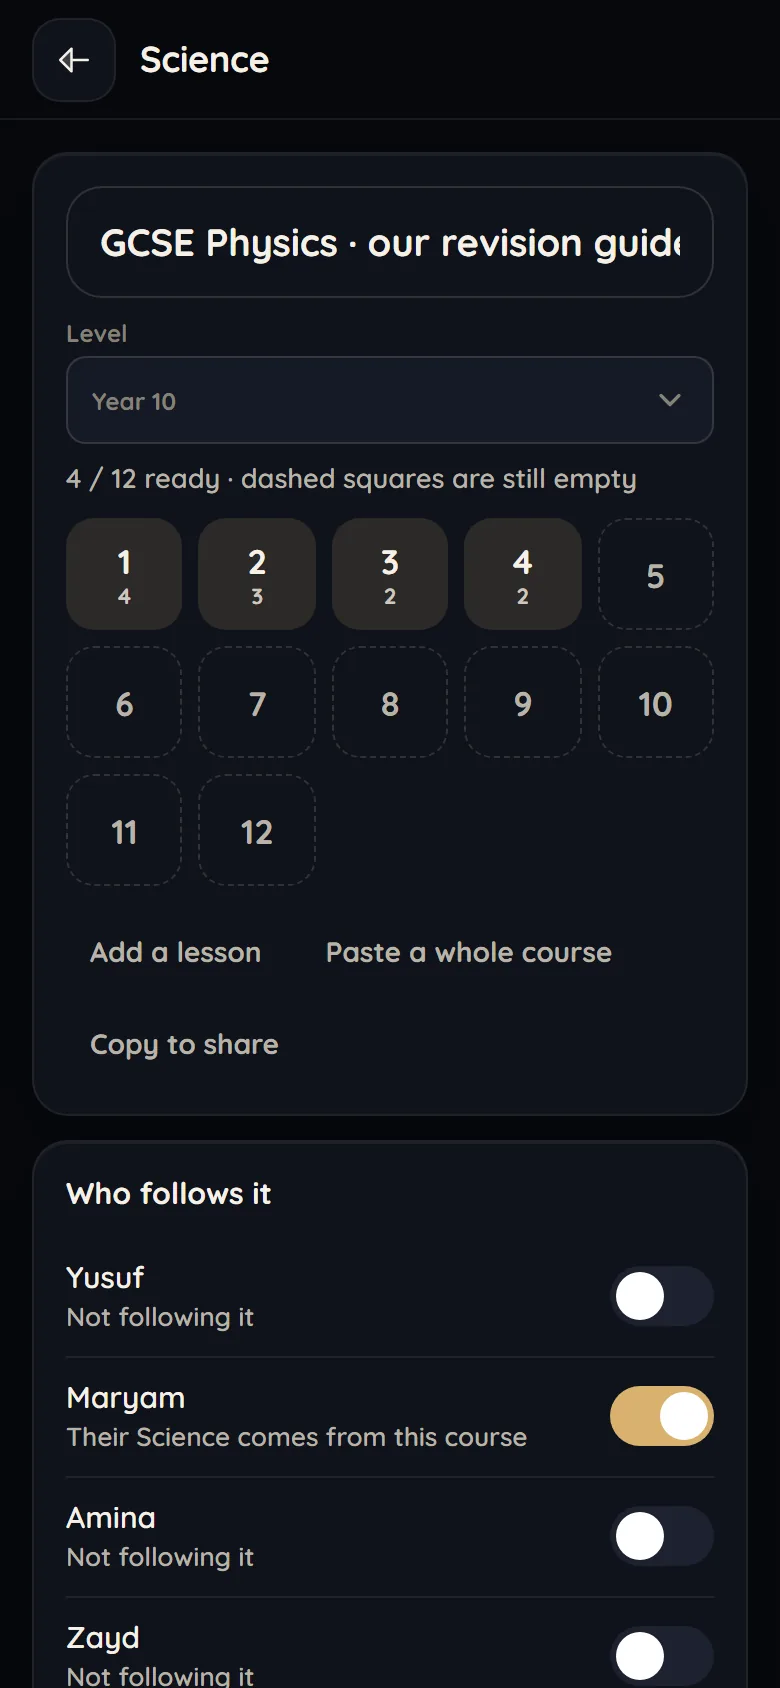 Science
GCSE Physics · our revision guide
Level
Year 10
4 / 12 ready · dashed squares are still empty
1 2 3 4 5
4 3 2 2
6 7 8 9 10
11 12
Add a lesson Paste a whole course
Copy to share
Who follows it
Yusuf
Not following it
Maryam
Their Science comes from this course
Amina
Not following it
Zayd
Not following it